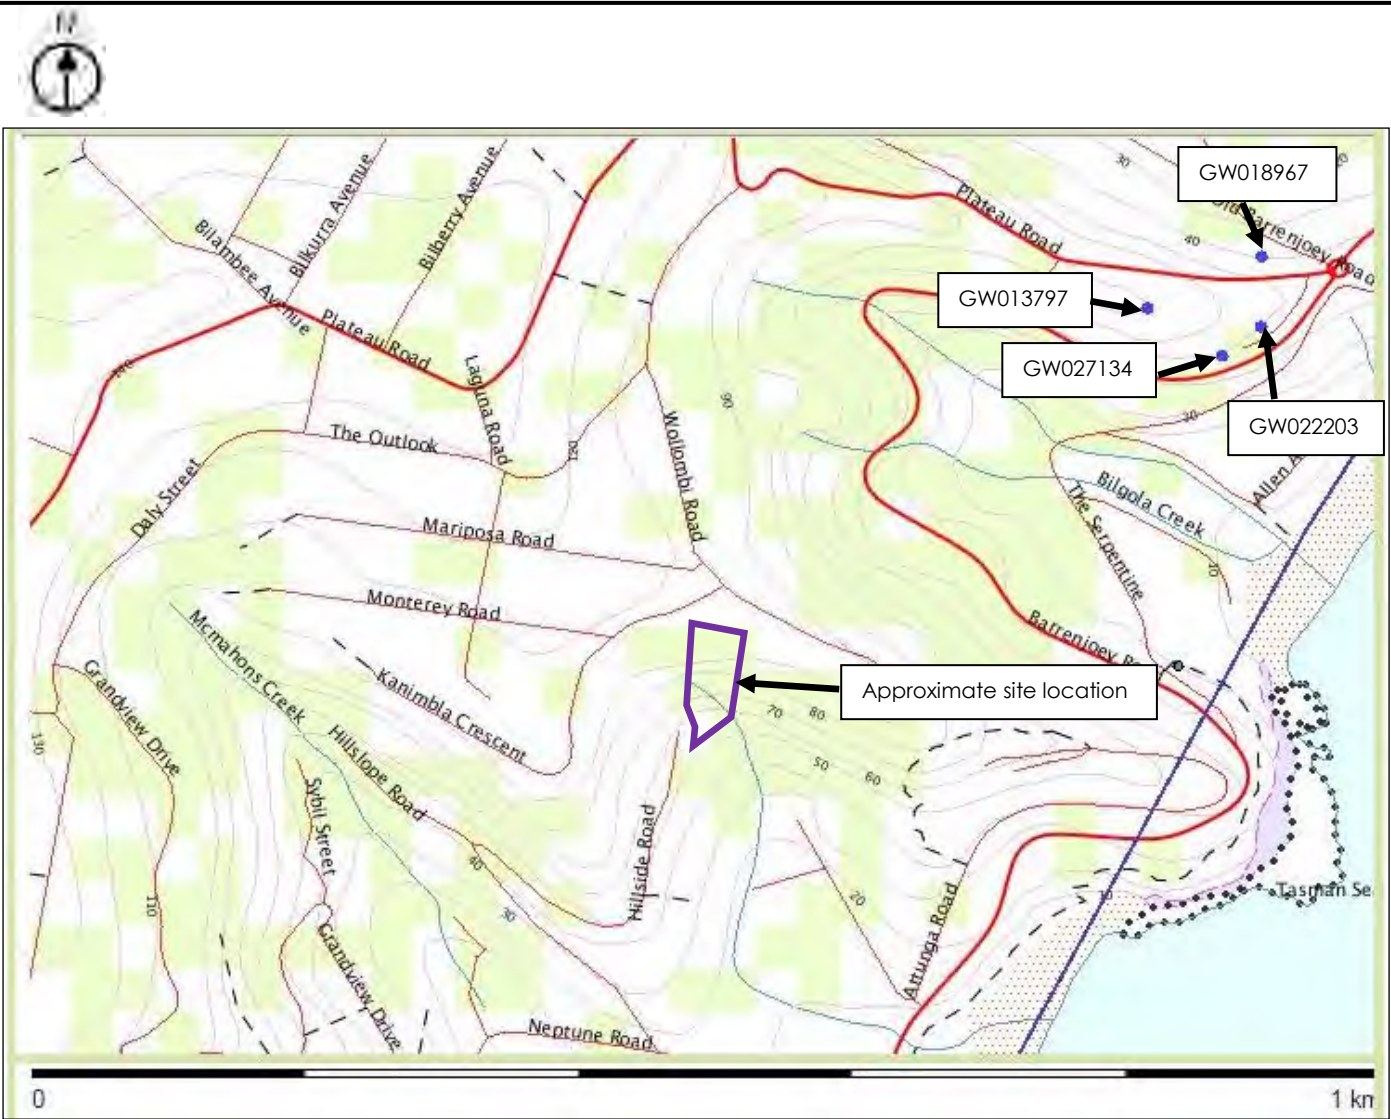 N
GW018967
30
Bilkurra Avenue
Bilberry Avenue
Plateau Road
Old Barrenjoey Road
Bilambee Avenue
40
GW013797
Plateau Road
140
GW027134
Laguna Road
90
30
GW022203
Wollombi Road
The Outlook
130
Daly Street
Allen A
Bilgola Creek
Mariposa Road
The Serpentine
10
Monterey Road
Mcmahons Creek
Barrenjoey R
Grandview Drive
Kanimbla Crescent
Approximate site location
70
80
130
Hillslope Road
50
60
Sybil Street
Hillside Road
40
20
Tasman Se
110
30
10
Attunga Road
Grandview Drive
Neptune Road
0
1 km